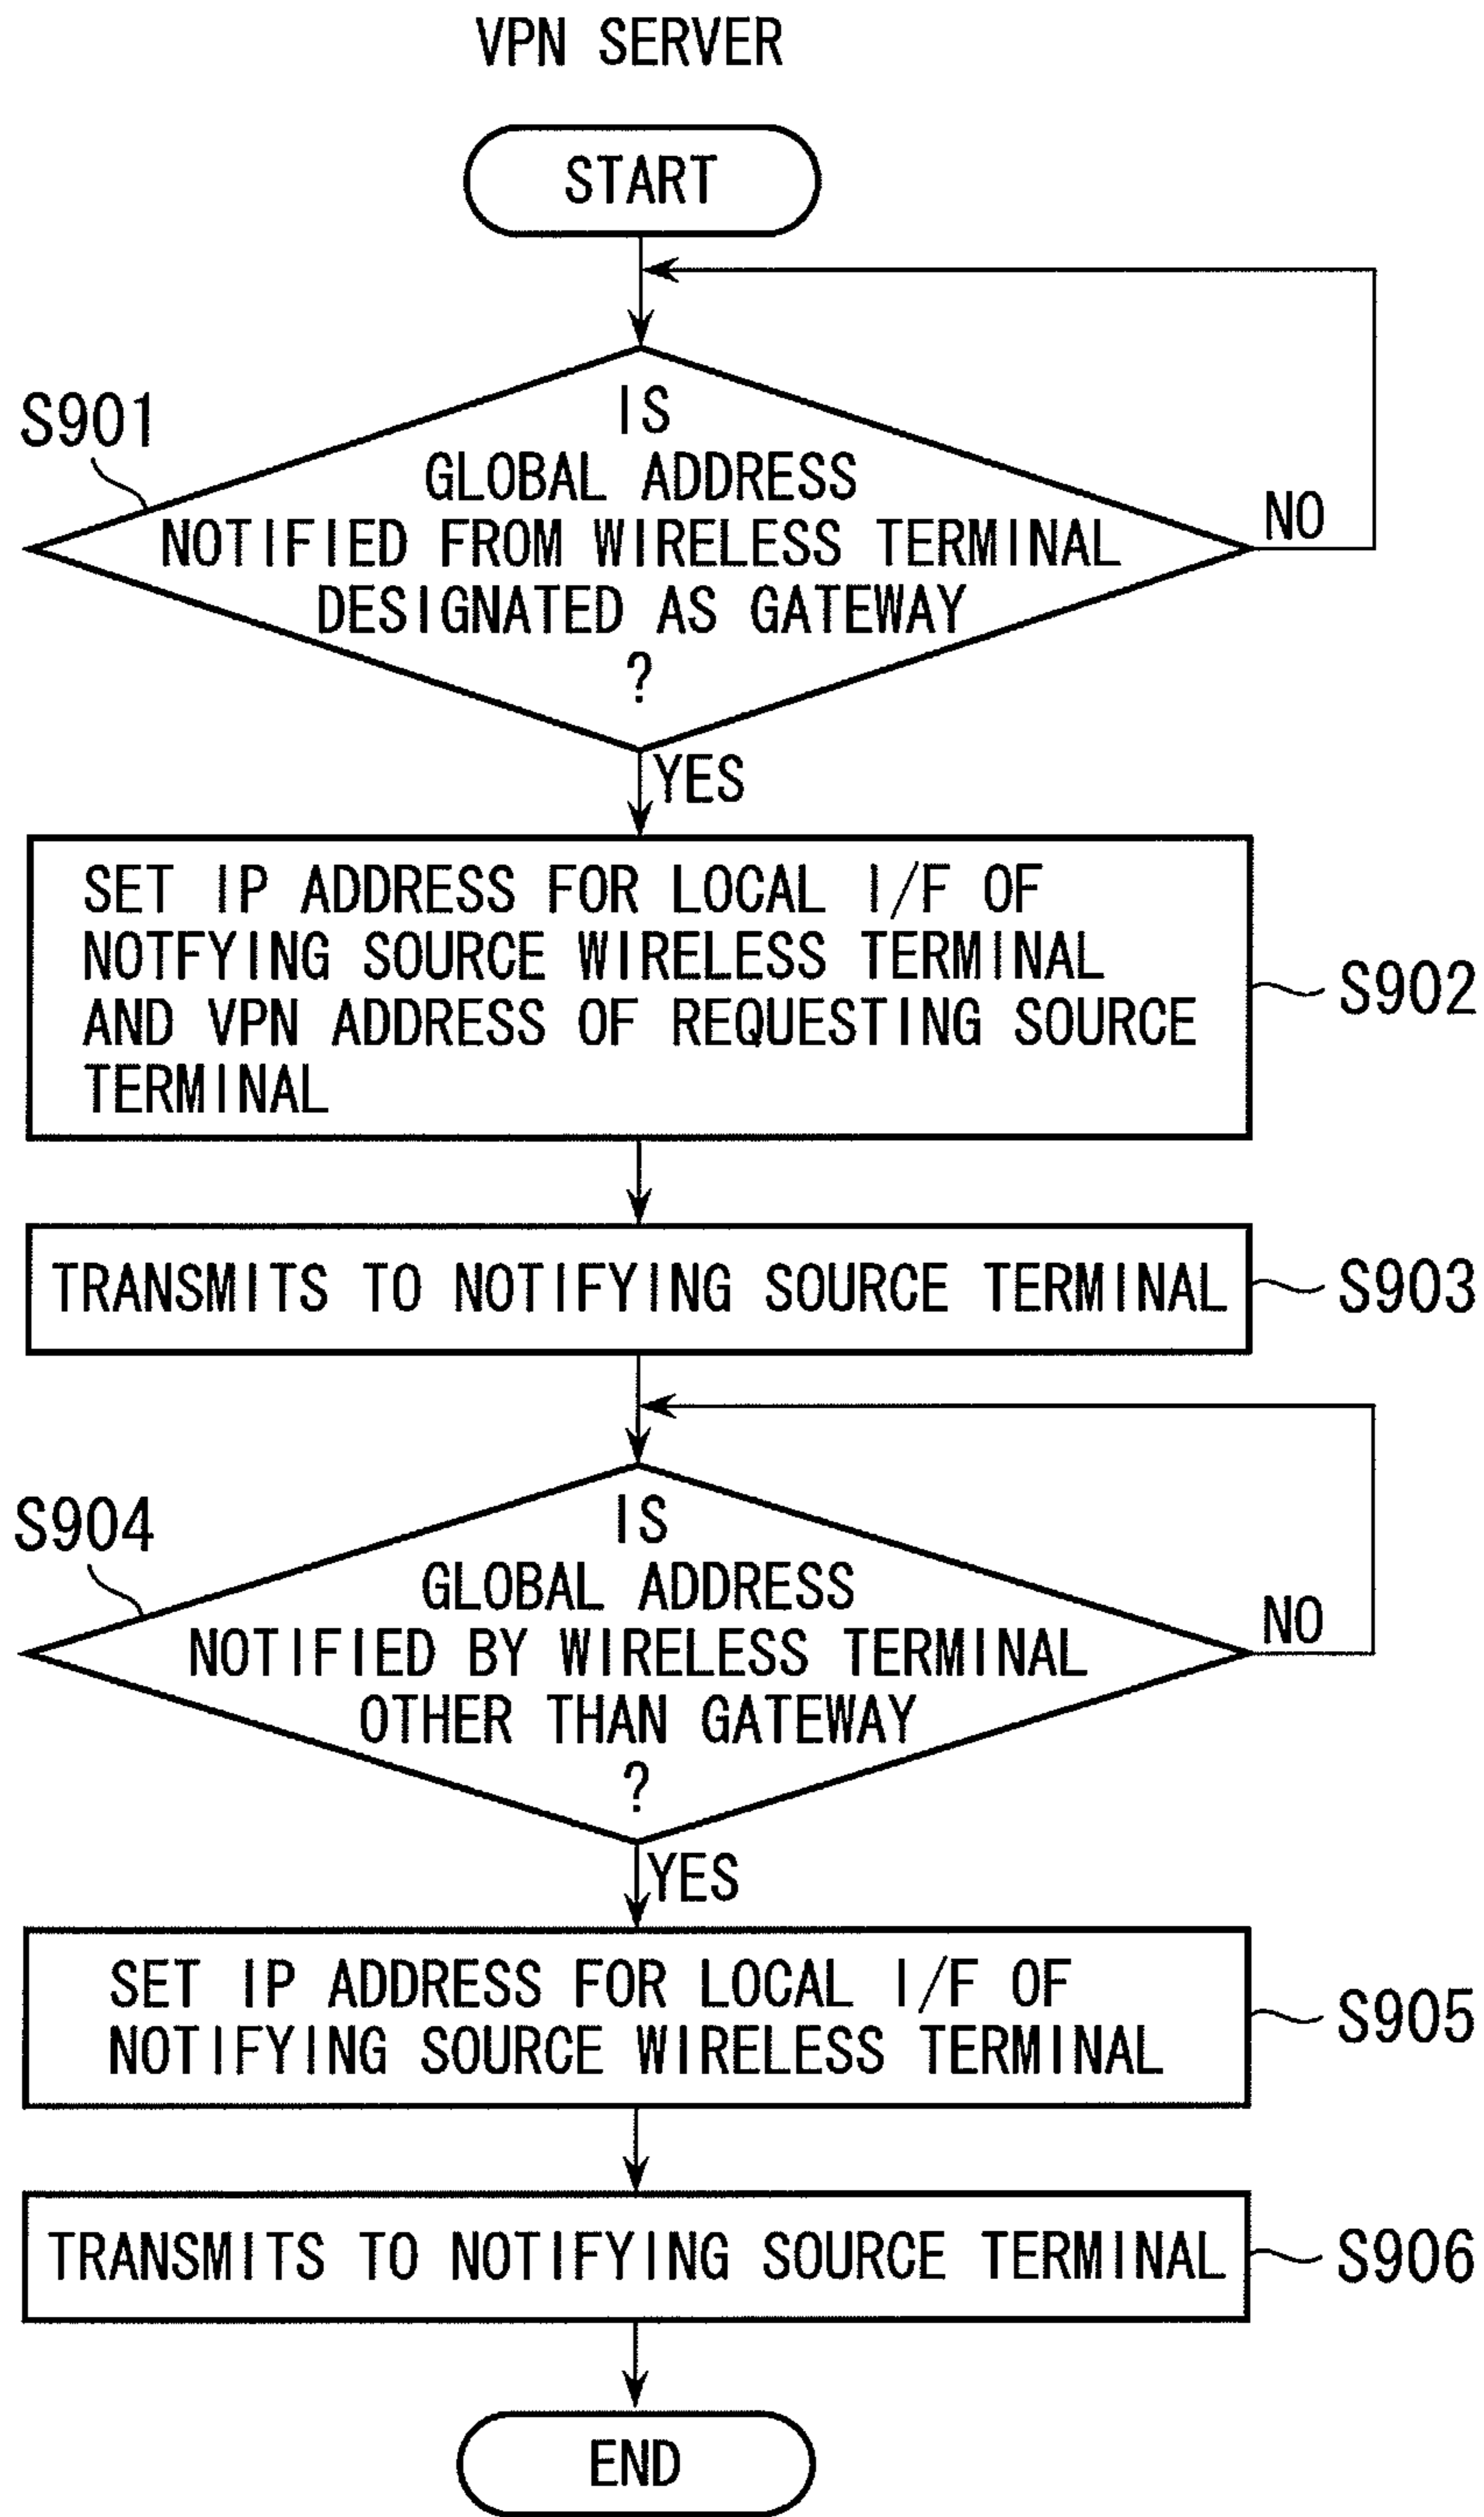 VPN SERVER
START
S901
IS
GLOBAL ADDRESS
NOTIFIED FROM WIRELESS TERMINAL
DESIGNATED AS GATEWAY
?
NO
YES
SET IP ADDRESS FOR LOCAL I/F OF
NOTFYING SOURCE WIRELESS TERMINAL
AND VPN ADDRESS OF REQUESTING SOURCE
TERMINAL
S902
TRANSMITS TO NOTIFYING SOURCE TERMINAL
S903
S904
IS
GLOBAL ADDRESS
NOTIFIED BY WIRELESS TERMINAL
OTHER THAN GATEWAY
?
NO
YES
SET IP ADDRESS FOR LOCAL I/F OF
NOTIFYING SOURCE WIRELESS TERMINAL
S905
TRANSMITS TO NOTIFYING SOURCE TERMINAL
S906
END